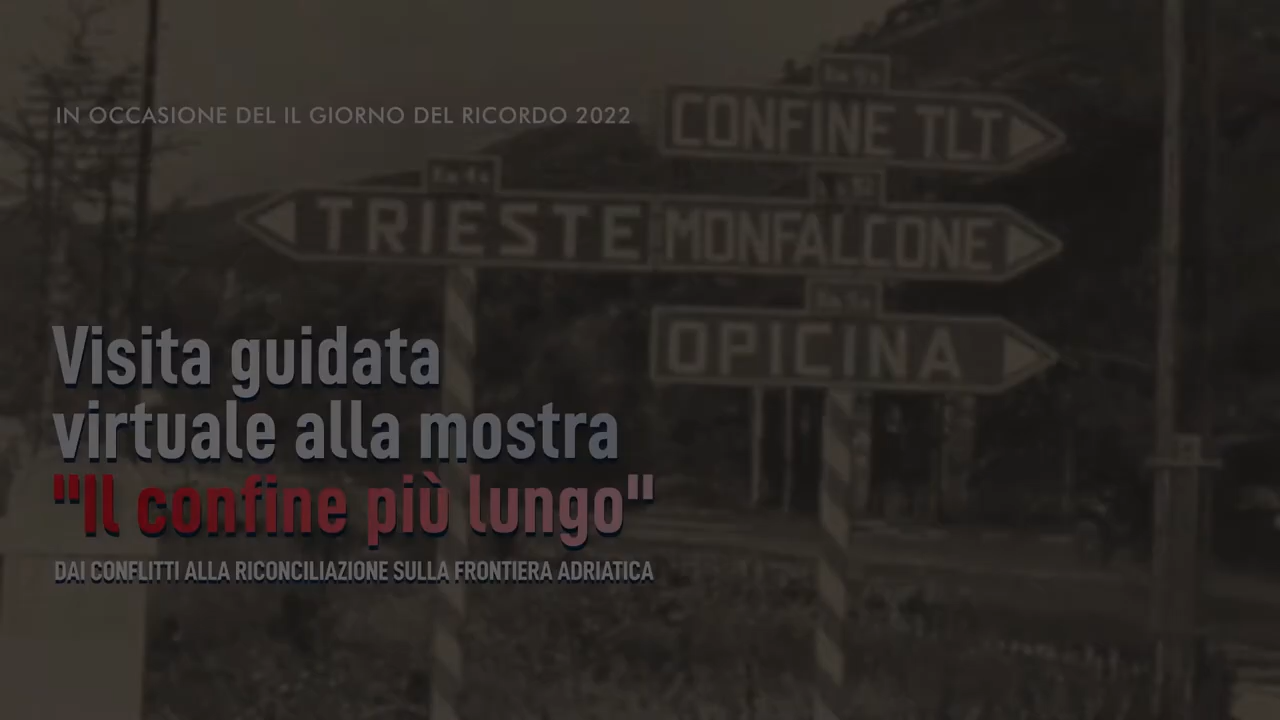 IN OCCASIONE DEL IL GIORNO DEL RICORDO 2022
CONFINE TLT
TRIESTE
MONFALCONE
OPICINA
Visita guidata
virtuale alla mostra
"Il confine più lungo"
DAI CONFLITTI ALLA RICONCILIAZIONE SULLA FRONTIERA ADRIATICA